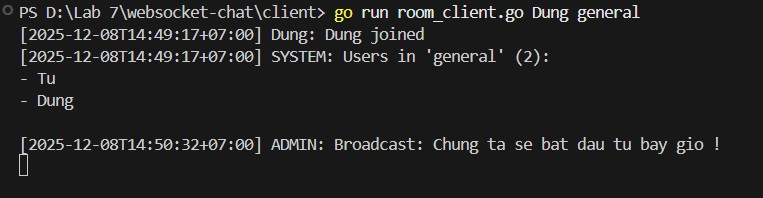 PS D:\Lab 7\websocket-chat\client> go run room_client.go Dung general
[2025-12-08T14:49:17+07:00] Dung: Dung joined
[2025-12-08T14:49:17+07:00] SYSTEM: Users in 'general' (2):
- Tu
- Dung
[2025-12-08T14:50:32+07:00] ADMIN: Broadcast: Chung ta se bat dau tu bay gio !